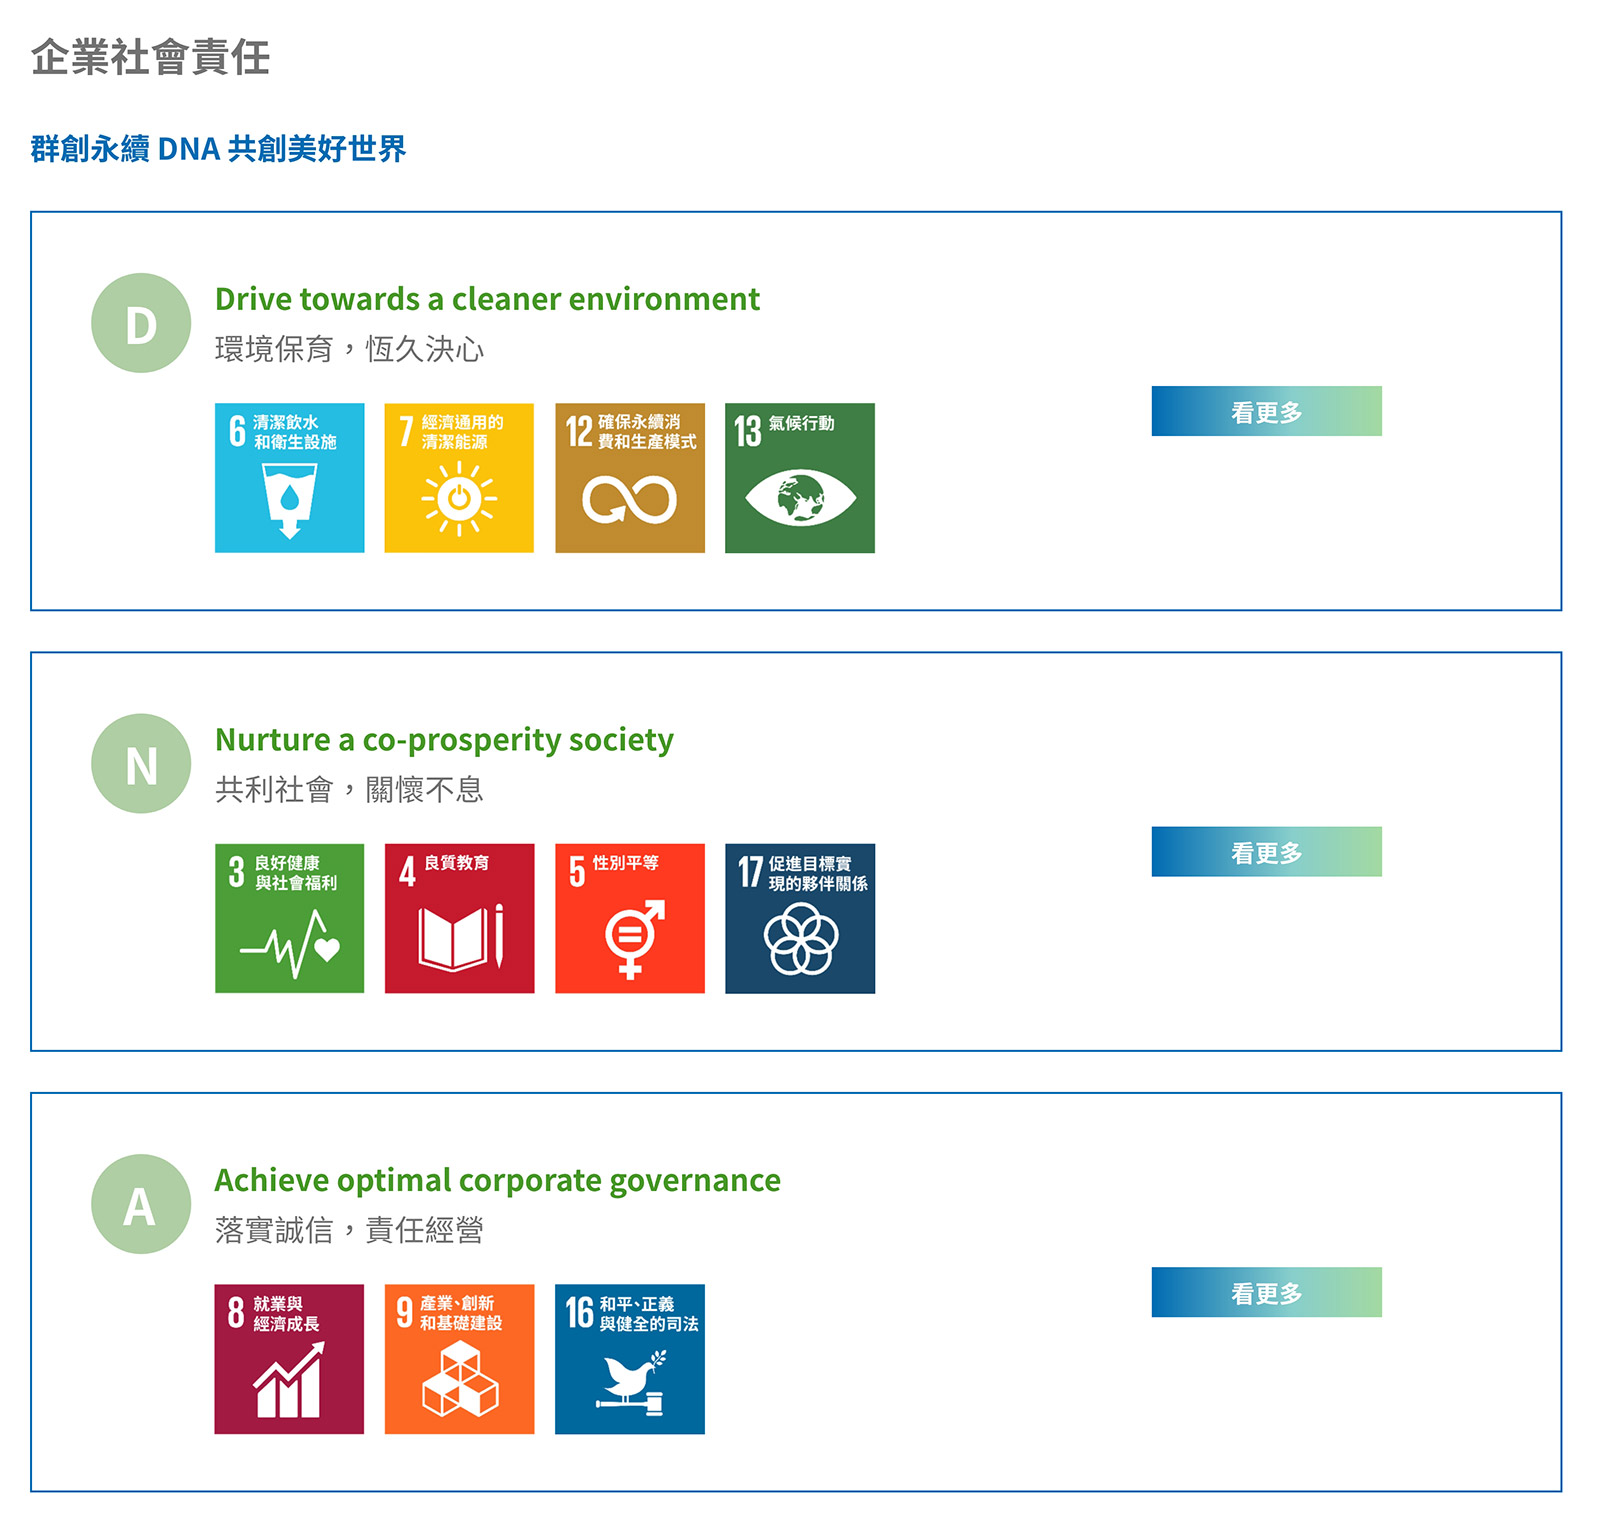 企業社會責任
群創永續 DNA 共創美好世界
D
Drive towards a cleaner environment
環境保育，恆久決心
6 清潔飲水
和衛生設施
7 經濟通用的
清潔能源
12 確保永續消
費和生產模式
13 氣候行動
看更多
N
Nurture a co-prosperity society
共利社會，關懷不息
3 良好健康
與社會福利
4 良質教育
5 性別平等
17 促進目標實
現的夥伴關係
看更多
A
Achieve optimal corporate governance
落實誠信，責任經營
8 就業與
經濟成長
9 產業、創新
和基礎建設
16 和平、正義
與健全的司法
看更多